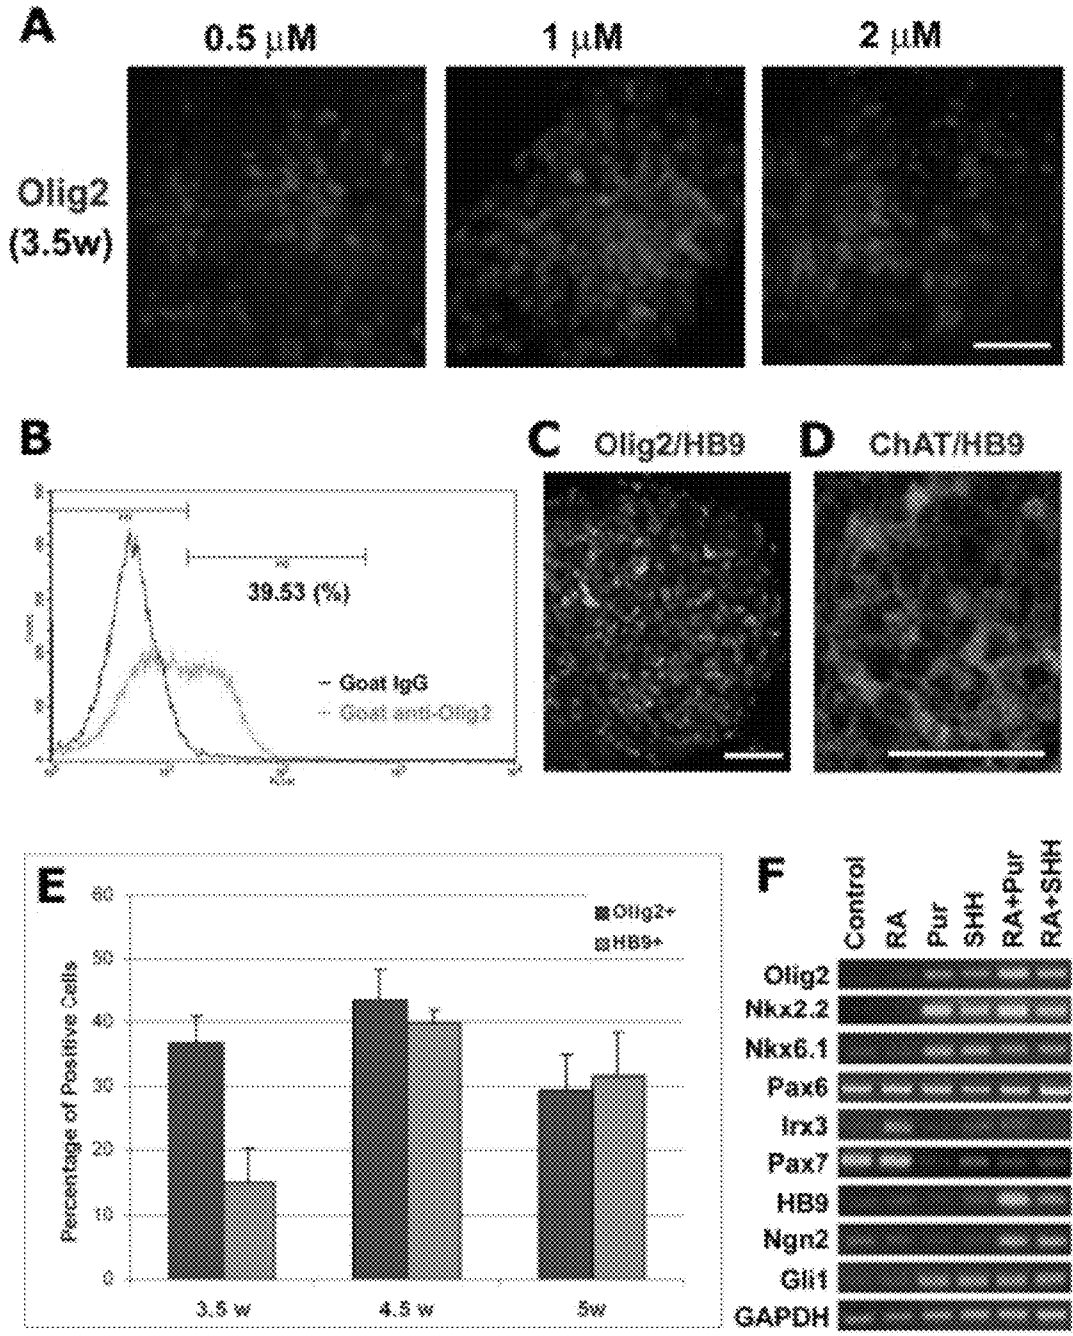 A
0.5 µM
1 µM
2 µM
Olig2
(3.5w)
B
39.53 (%)
Goat IgG
Goat anti-Olig2
C
Olig2/HB9
D
ChAT/HB9
E
Percentage of Positive Cells
60
50
40
30
20
10
0
Olig2+
HB9+
3.5 w
4.5 w
5w
F
Control
RA
Pur
SHH
RA+Pur
RA+SHH
Olig2
Nkx2.2
Nkx6.1
Pax6
Irx3
Pax7
HB9
Ngn2
Gli1
GAPDH